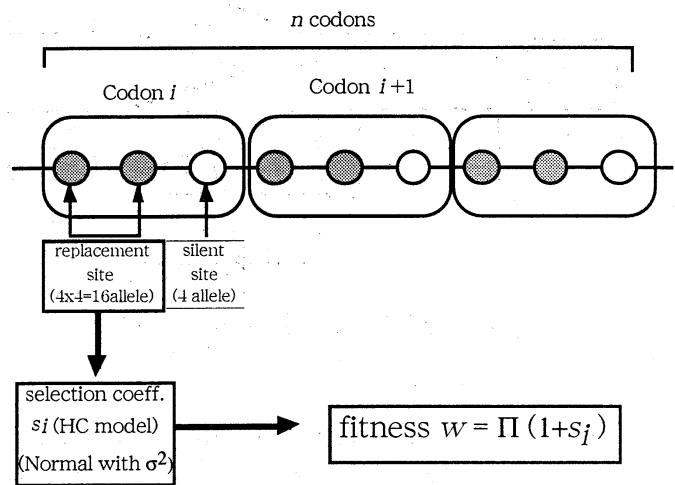 n codons
Codon i
Codon i+1
replacement
site
(4x4=16allele)
silent
site
(4 allele)
selection coeff.
si (HC model)
(Normal with σ²)
fitness w = Π (1+si)